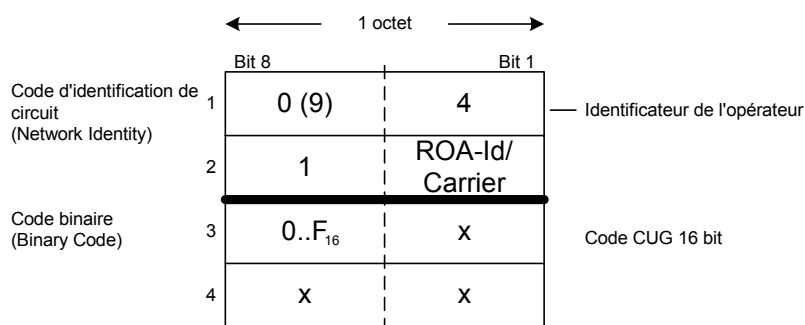 1 octet
Bit 8 Bit 1
Code d'identification de
circuit
(Network Identity)
1 0 (9) 4
Identificateur de l'opérateur
2 1 ROA-Id/
Carrier
Code binaire
(Binary Code)
3 0..F₁₆ x
Code CUG 16 bit
4 x x